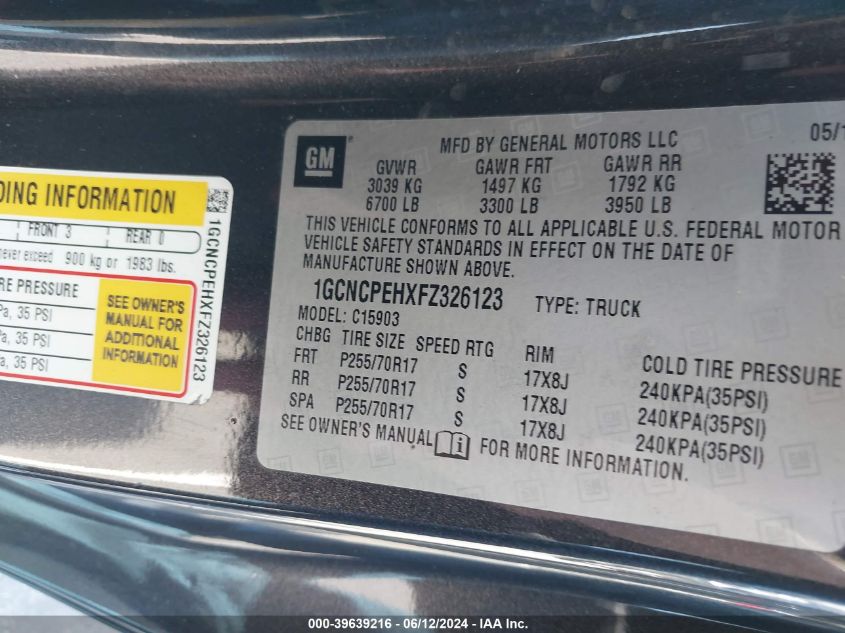 DING INFORMATION
FRONT 3 REAR 0
never exceed 900 kg or 1983 lbs.
RE PRESSURE
Pa, 35 PSI
a, 35 PSI
a, 35 PSI
SEE OWNER'S
MANUAL FOR
ADDITIONAL
INFORMATION
1GCNCPEHXFZ326123
GM
MFD BY GENERAL MOTORS LLC 05/1
GVWR GAWR FRT GAWR RR
3039 KG 1497 KG 1792 KG
6700 LB 3300 LB 3950 LB
THIS VEHICLE CONFORMS TO ALL APPLICABLE U.S. FEDERAL MOTOR
VEHICLE SAFETY STANDARDS IN EFFECT ON THE DATE OF
MANUFACTURE SHOWN ABOVE.
1GCNCPEHXFZ326123 TYPE: TRUCK
MODEL: C15903
CHBG TIRE SIZE SPEED RTG RIM COLD TIRE PRESSURE
FRT P255/70R17 S 17X8J 240KPA(35PSI)
RR P255/70R17 S 17X8J 240KPA(35PSI)
SPA P255/70R17 S 17X8J 240KPA(35PSI)
SEE OWNER'S MANUAL FOR MORE INFORMATION.
000-39639216 - 06/12/2024 - IAA Inc.